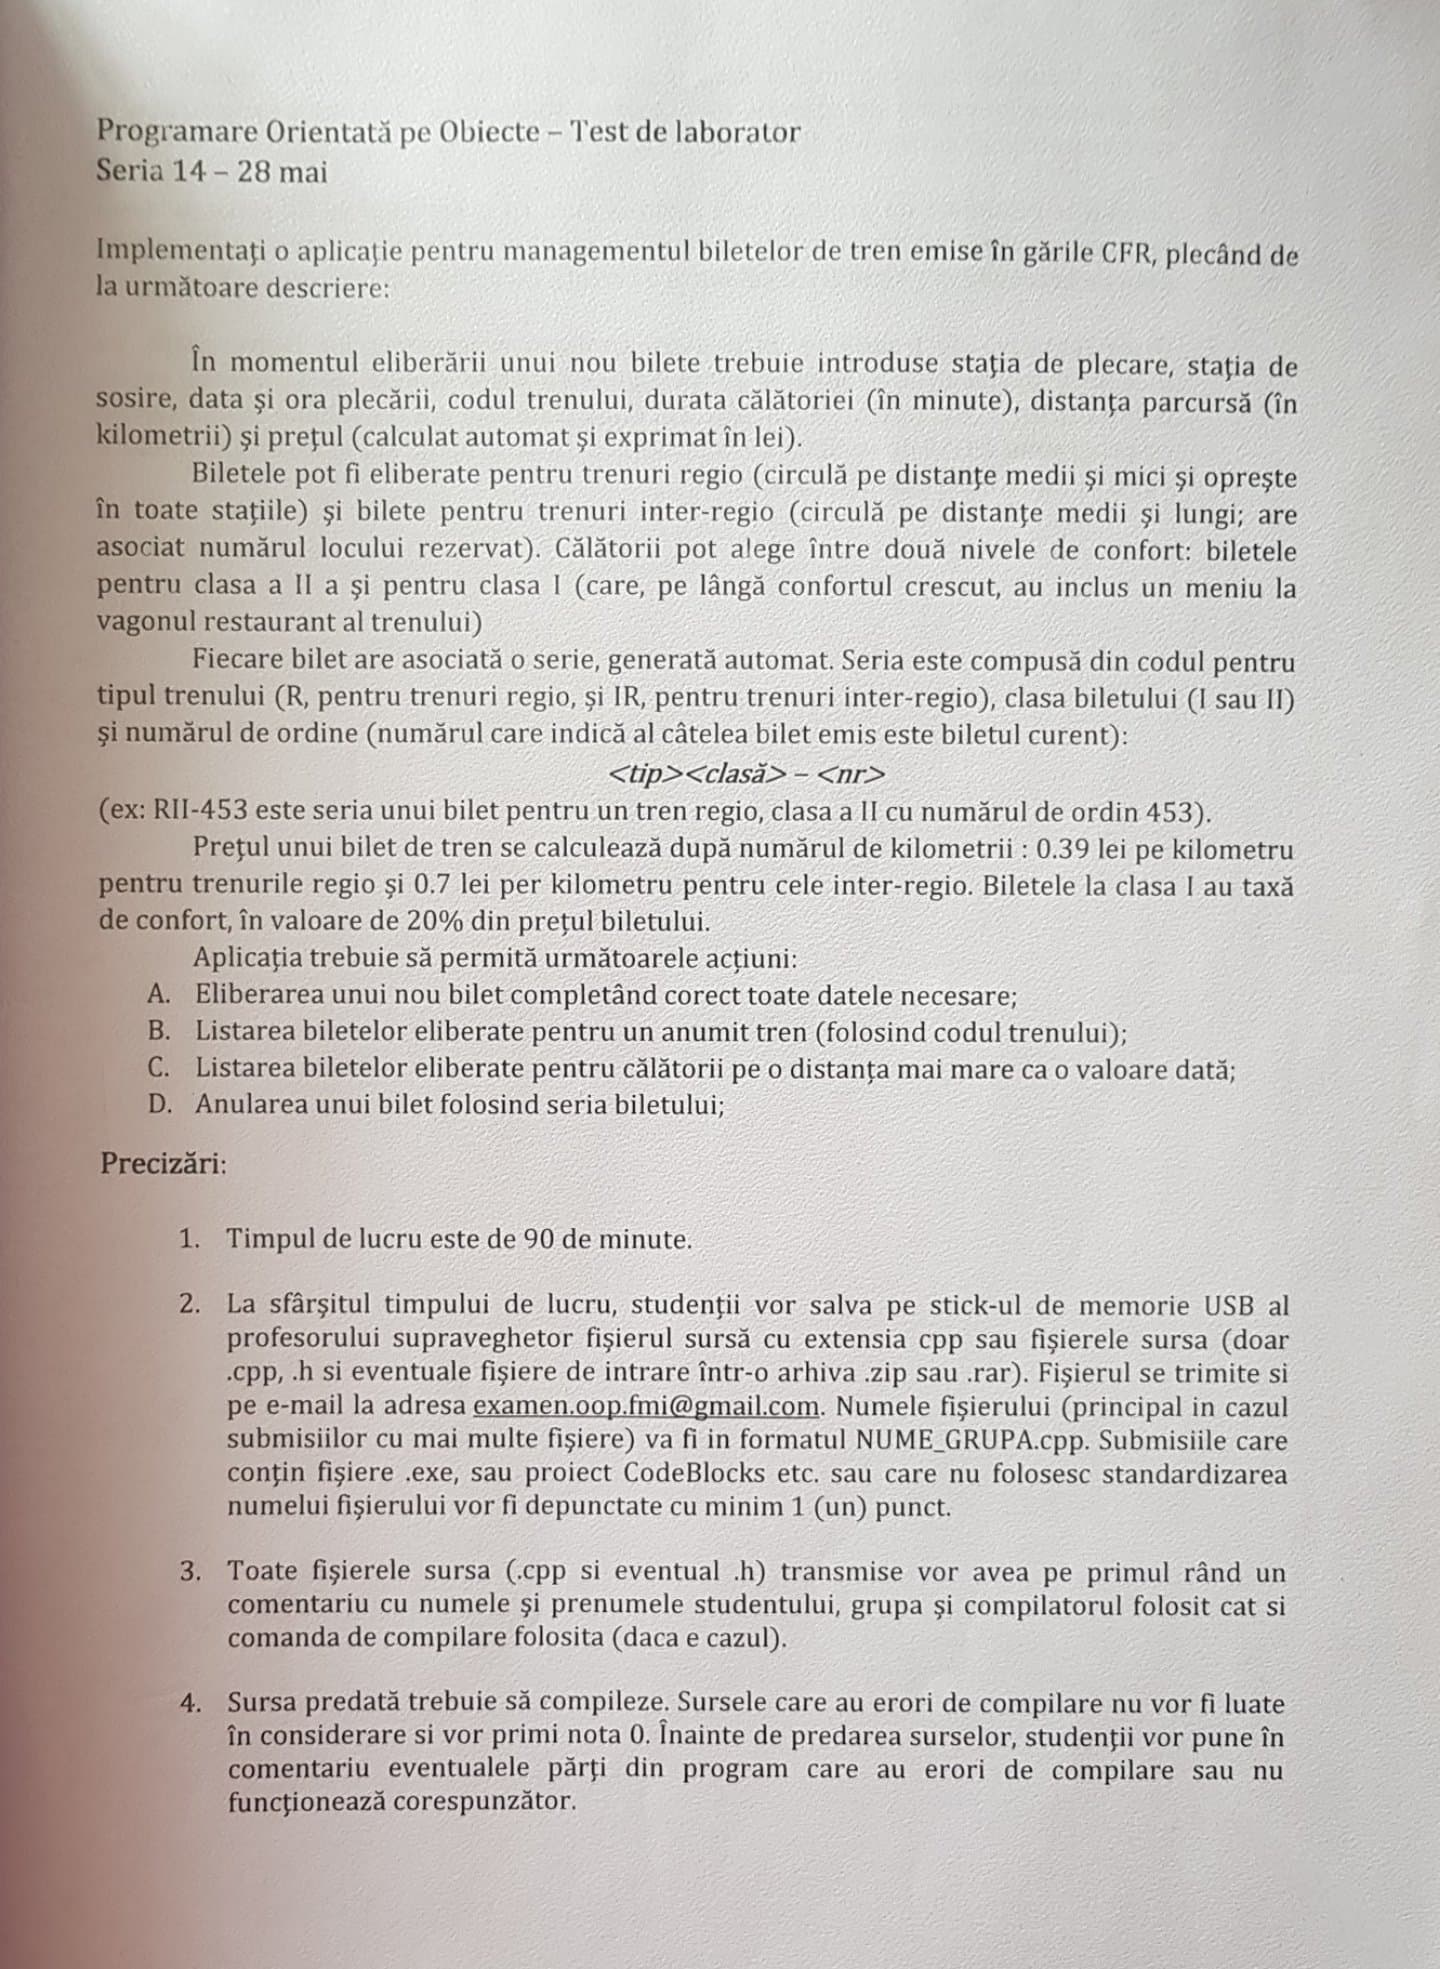 Programare Orientată pe Obiecte – Test de laborator
Seria 14 – 28 mai
Implementaţi o aplicaţie pentru managementul biletelor de tren emise în gările CFR, plecând de
la următoare descriere:
În momentul eliberării unui nou bilete trebuie introduse staţia de plecare, staţia de
sosire, data şi ora plecării, codul trenului, durata călătoriei (în minute), distanţa parcursă (în
kilometrii) şi preţul (calculat automat şi exprimat în lei).
Biletele pot fi eliberate pentru trenuri regio (circulă pe distanţe medii şi mici şi opreşte
în toate staţiile) şi bilete pentru trenuri inter-regio (circulă pe distanţe medii şi lungi; are
asociat numărul locului rezervat). Călătorii pot alege între două nivele de confort: biletele
pentru clasa a II a şi pentru clasa I (care, pe lângă confortul crescut, au inclus un meniu la
vagonul restaurant al trenului)
Fiecare bilet are asociată o serie, generată automat. Seria este compusă din codul pentru
tipul trenului (R, pentru trenuri regio, şi IR, pentru trenuri inter-regio), clasa biletului (I sau II)
şi numărul de ordine (numărul care indică al câtelea bilet emis este biletul curent):
<tip><clasă> – <nr>
(ex: RII-453 este seria unui bilet pentru un tren regio, clasa a II cu numărul de ordin 453).
Preţul unui bilet de tren se calculează după numărul de kilometrii : 0.39 lei pe kilometru
pentru trenurile regio şi 0.7 lei per kilometru pentru cele inter-regio. Biletele la clasa I au taxă
de confort, în valoare de 20% din preţul biletului.
Aplicaţia trebuie să permită următoarele acţiuni:
A. Eliberarea unui nou bilet completând corect toate datele necesare;
B. Listarea biletelor eliberate pentru un anumit tren (folosind codul trenului);
C. Listarea biletelor eliberate pentru călătorii pe o distanţa mai mare ca o valoare dată;
D. Anularea unui bilet folosind seria biletului;
Precizări:
1. Timpul de lucru este de 90 de minute.
2. La sfârşitul timpului de lucru, studenţii vor salva pe stick-ul de memorie USB al
profesorului supraveghetor fişierul sursă cu extensia cpp sau fişierele sursa (doar
.cpp, .h si eventuale fişiere de intrare într-o arhiva .zip sau .rar). Fişierul se trimite si
pe e-mail la adresa examen.oop.fmi@gmail.com. Numele fişierului (principal in cazul
submisiilor cu mai multe fişiere) va fi in formatul NUME_GRUPA.cpp. Submisiile care
conţin fişiere .exe, sau proiect CodeBlocks etc. sau care nu folosesc standardizarea
numelui fişierului vor fi depunctate cu minim 1 (un) punct.
3. Toate fişierele sursa (.cpp si eventual .h) transmise vor avea pe primul rând un
comentariu cu numele şi prenumele studentului, grupa şi compilatorul folosit cat si
comanda de compilare folosita (daca e cazul).
4. Sursa predată trebuie să compileze. Sursele care au erori de compilare nu vor fi luate
în considerare si vor primi nota 0. Înainte de predarea surselor, studenţii vor pune în
comentariu eventualele părţi din program care au erori de compilare sau nu
funcţionează corespunzător.